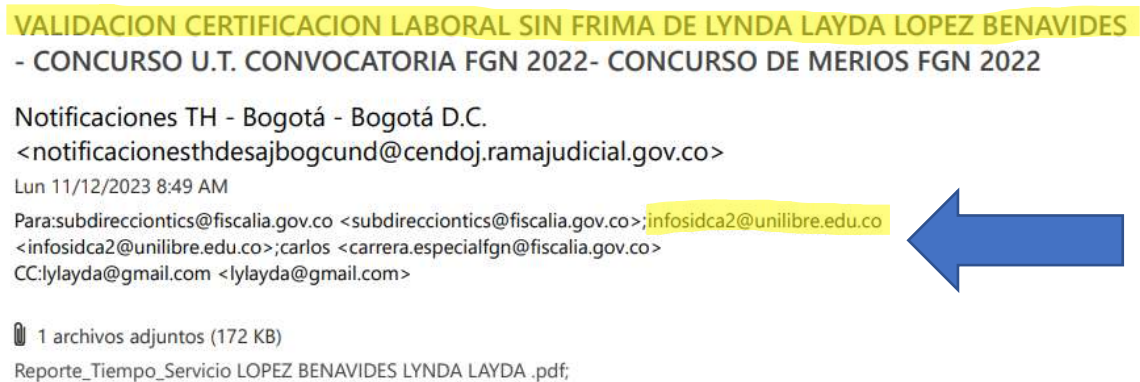 VALIDACION CERTIFICACION LABORAL SIN FRIMA DE LYNDA LAYDA LOPEZ BENAVIDES
- CONCURSO U.T. CONVOCATORIA FGN 2022- CONCURSO DE MERIOS FGN 2022
Notificaciones TH - Bogotá - Bogotá D.C.
<notificacionesthdesajbogcund@cendoj.ramajudicial.gov.co>
Lun 11/12/2023 8:49 AM
Para:subdirecciontics@fiscalia.gov.co <subdirecciontics@fiscalia.gov.co>;infosidca2@unilibre.edu.co
<infosidca2@unilibre.edu.co>;carlos <carrera.especialfgn@fiscalia.gov.co>
CC:lylayda@gmail.com <lylayda@gmail.com>
1 archivos adjuntos (172 KB)
Reporte_Tiempo_Servicio LOPEZ BENAVIDES LYNDA LAYDA .pdf;